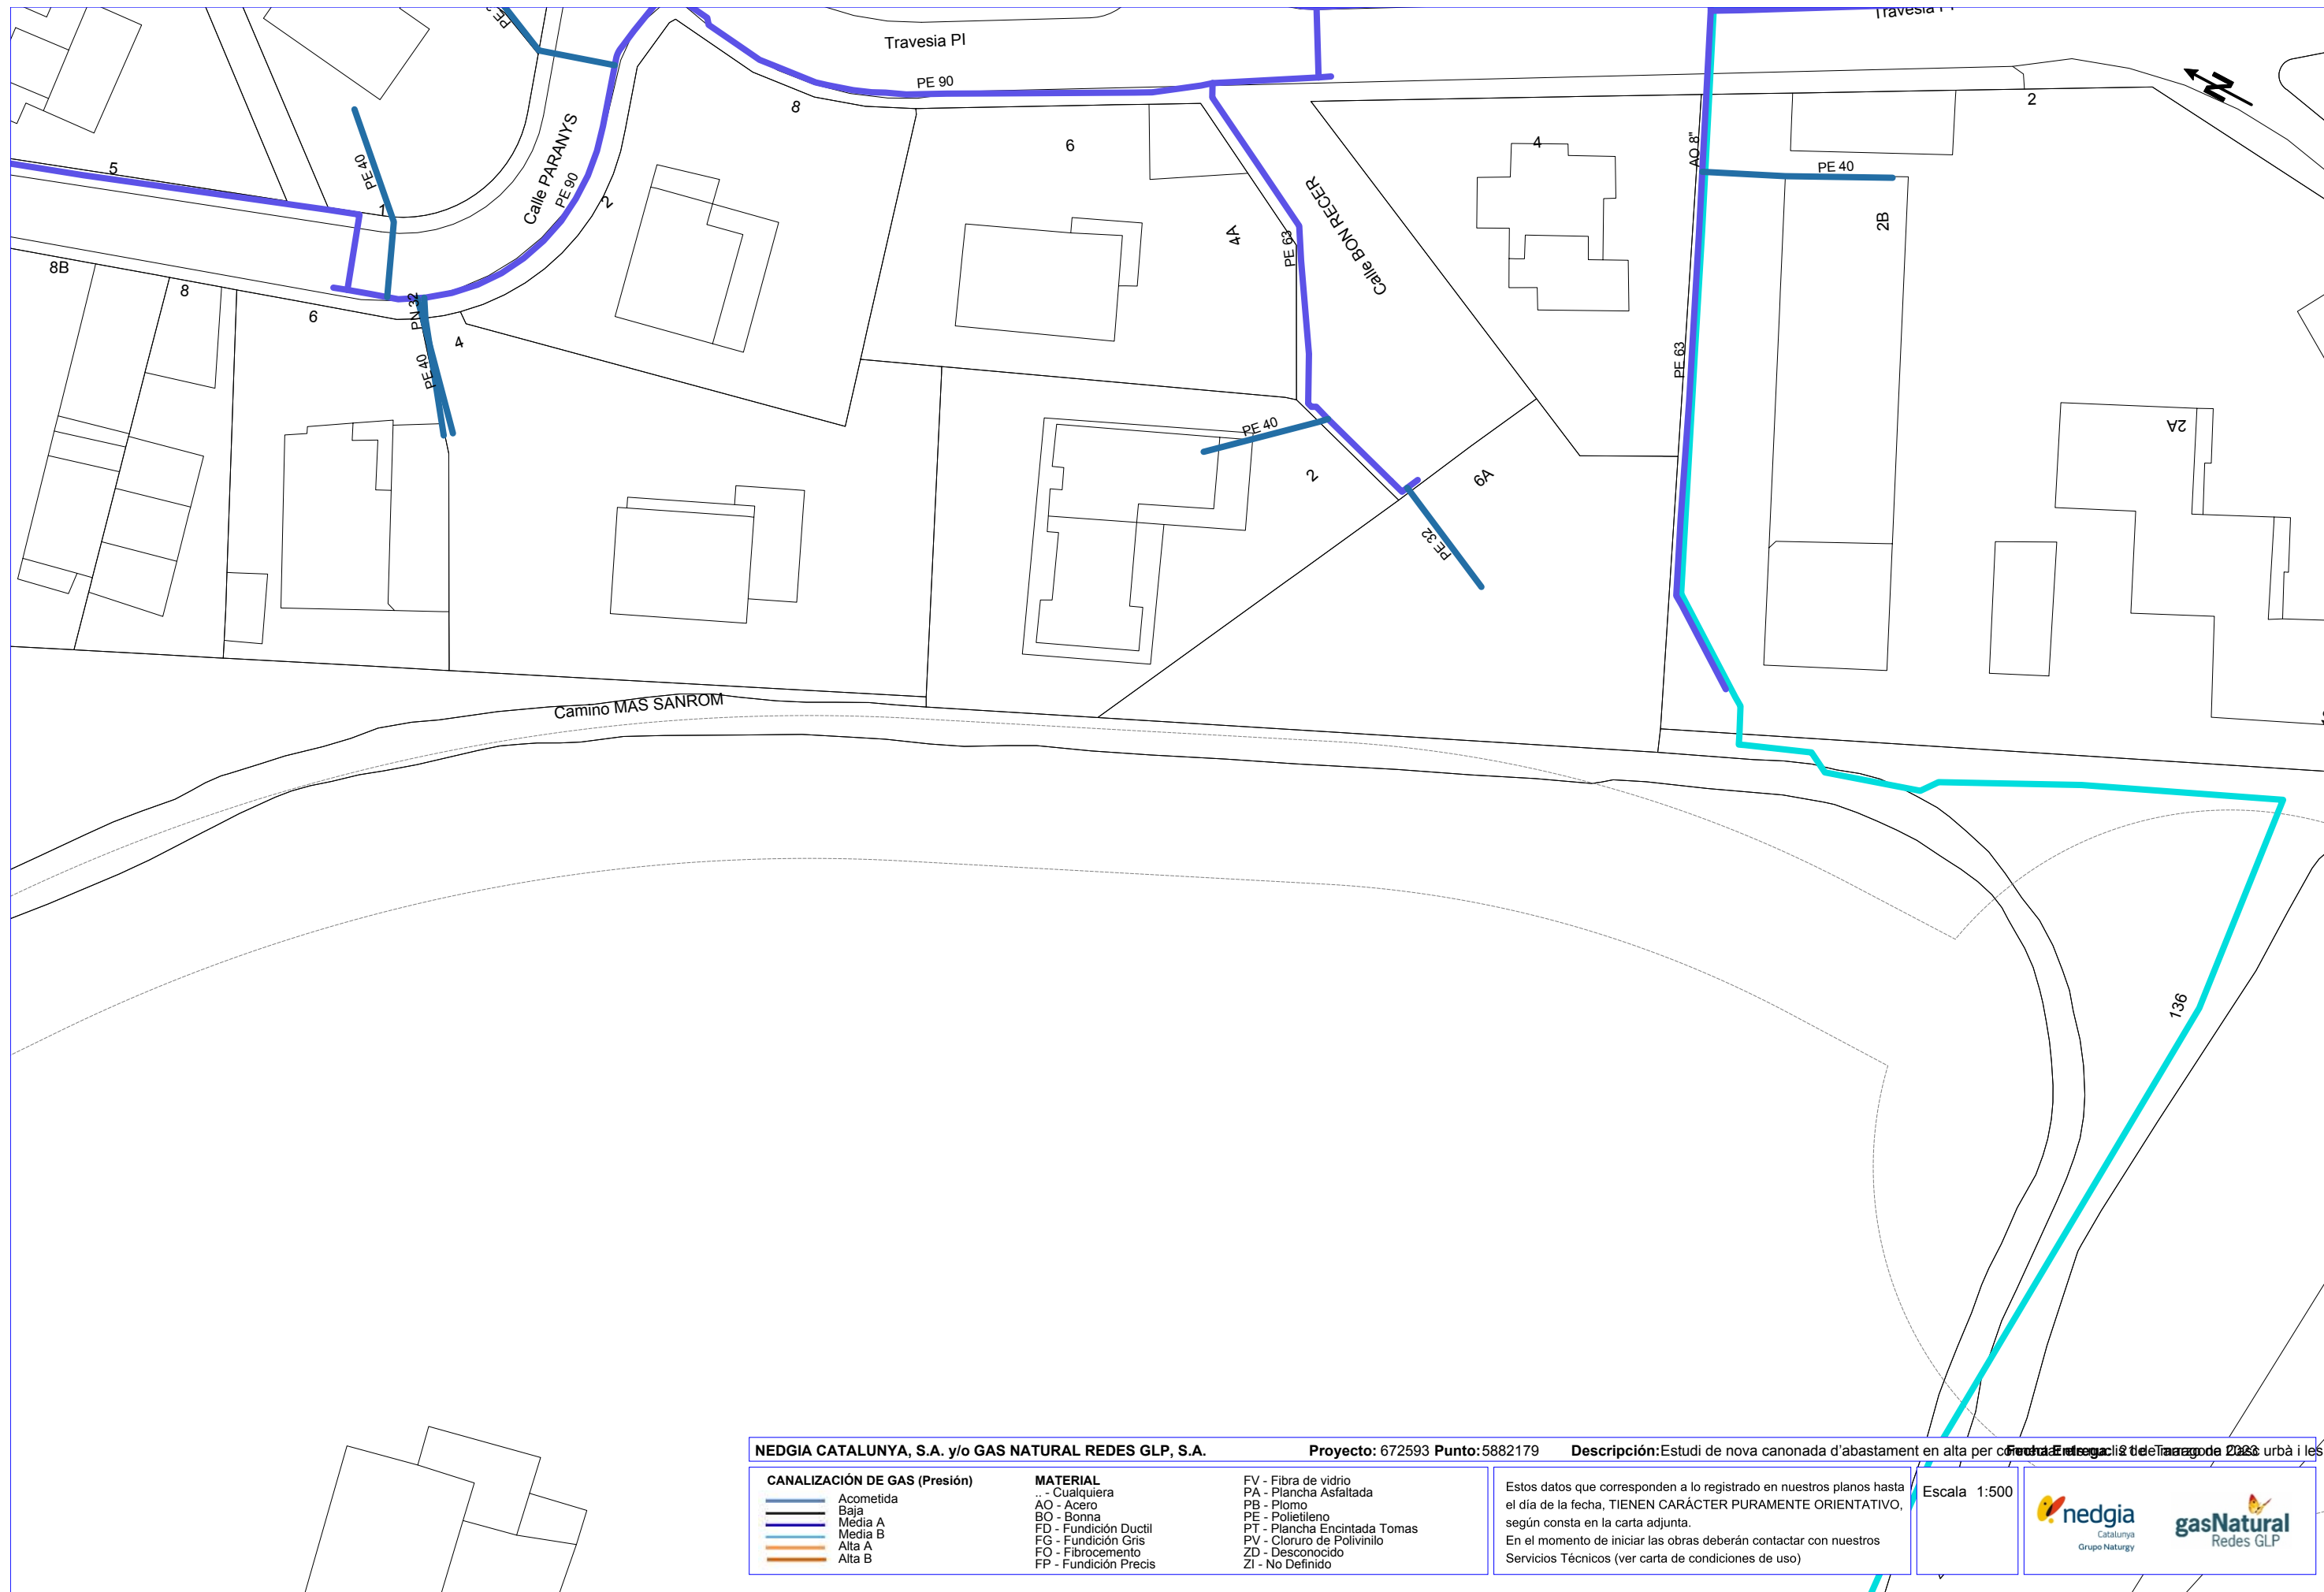 Travesia PI
PE 90
8
6
4
2
5
PE 40
1
Calle PARANYS
PE 90
2
4A
PE 63
Calle BON RECER
AO 8"
PE 40
2B
8B
8
6
PN 32
PE 40
4
PE 63
PE 40
2
6A
PE 32
2A
Camino MAS SANROM
136
N
NEDGIA CATALUNYA, S.A. y/o GAS NATURAL REDES GLP, S.A. Proyecto: 672593 Punto: 5882179 Descripción: Estudi de nova canonada d'abastament en alta per
urbà i les
CANALIZACIÓN DE GAS (Presión)
Acometida
Baja
Media A
Media B
Alta A
Alta B
MATERIAL
.. - Cualquiera
AO - Acero
BO - Bonna
FD - Fundición Ductil
FG - Fundición Gris
FO - Fibrocemento
FP - Fundición Precis
FV - Fibra de vidrio
PA - Plancha Asfaltada
PB - Plomo
PE - Polietileno
PT - Plancha Encintada Tomas
PV - Cloruro de Polivinilo
ZD - Desconocido
ZI - No Definido
Estos datos que corresponden a lo registrado en nuestros planos hasta
el día de la fecha, TIENEN CARÁCTER PURAMENTE ORIENTATIVO,
según consta en la carta adjunta.
En el momento de iniciar las obras deberán contactar con nuestros
Servicios Técnicos (ver carta de condiciones de uso)
Escala 1:500
nedgia
Catalunya
Grupo Naturgy
gasNatural
Redes GLP